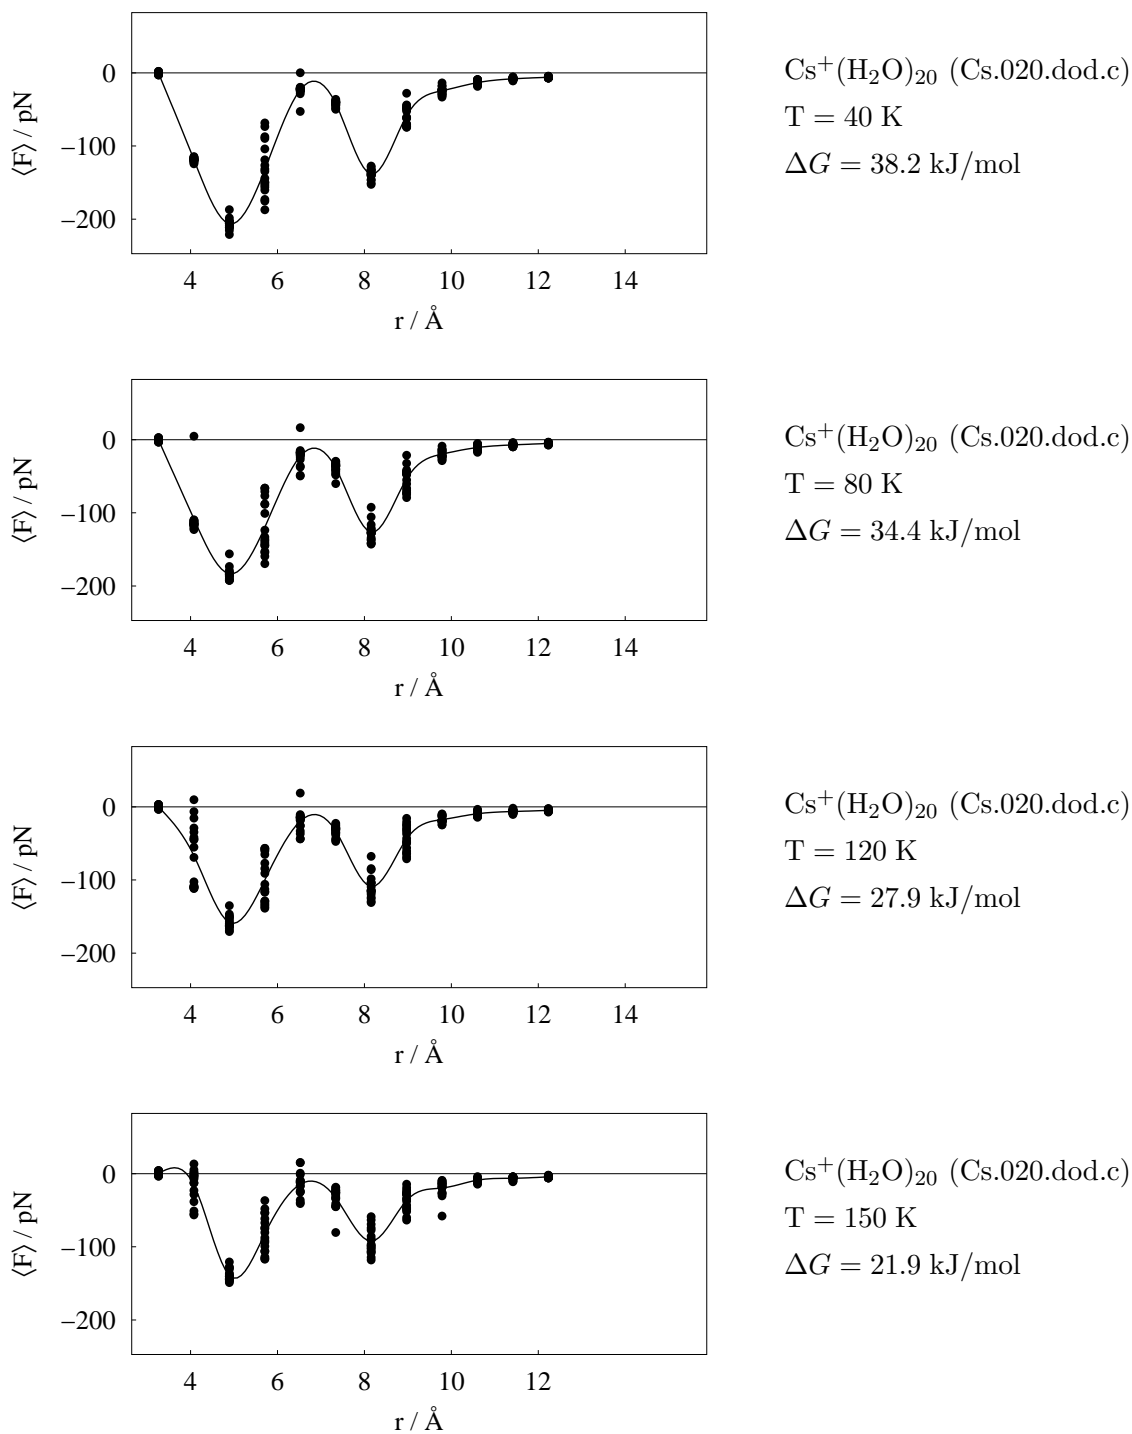 ⟨F⟩ / pN
0
–100
–200
4 6 8 10 12 14
r / Å
Cs⁺(H₂O)₂₀ (Cs.020.dod.c)
T = 40 K
ΔG = 38.2 kJ/mol
⟨F⟩ / pN
0
–100
–200
4 6 8 10 12 14
r / Å
Cs⁺(H₂O)₂₀ (Cs.020.dod.c)
T = 80 K
ΔG = 34.4 kJ/mol
⟨F⟩ / pN
0
–100
–200
4 6 8 10 12 14
r / Å
Cs⁺(H₂O)₂₀ (Cs.020.dod.c)
T = 120 K
ΔG = 27.9 kJ/mol
⟨F⟩ / pN
0
–100
–200
4 6 8 10 12
r / Å
Cs⁺(H₂O)₂₀ (Cs.020.dod.c)
T = 150 K
ΔG = 21.9 kJ/mol